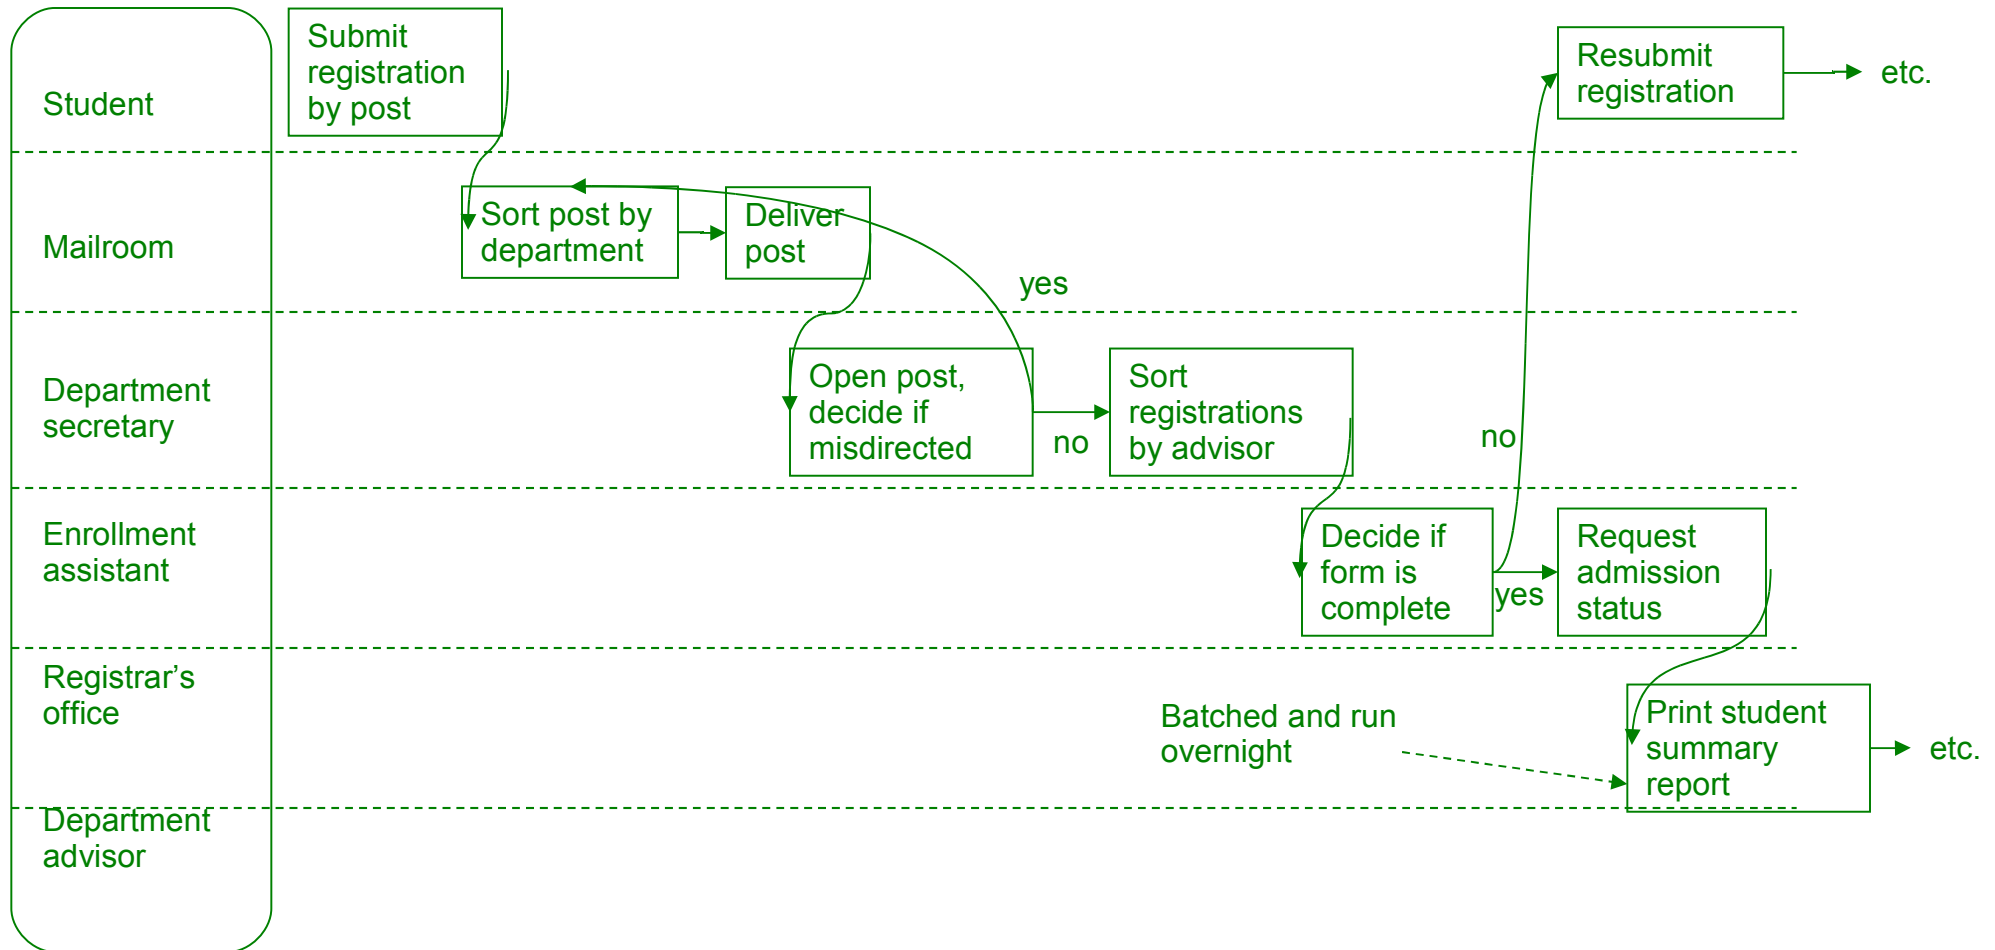 Student
Submit
registration
by post
Resubmit
registration
etc.
Mailroom
Sort post by
department
Deliver
post
yes
Department
secretary
Open post,
decide if
misdirected
no
Sort
registrations
by advisor
no
Enrollment
assistant
Decide if
form is
complete
yes
Request
admission
status
Registrar’s
office
Batched and run
overnight
Print student
summary
report
etc.
Department
advisor